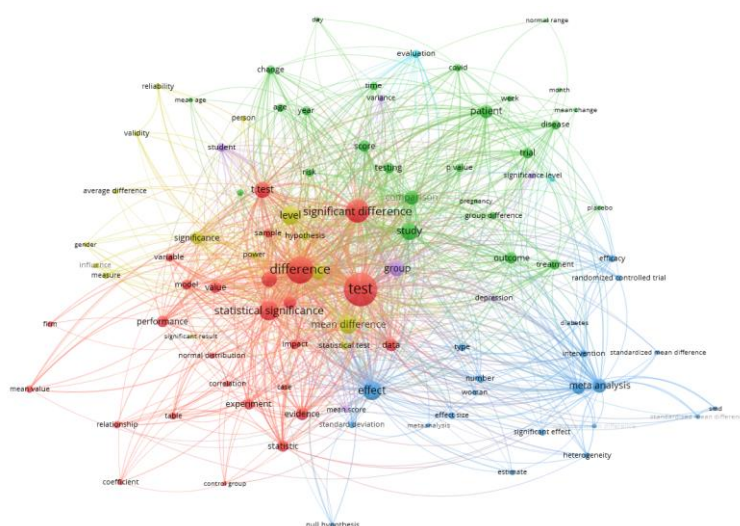 day
normal range
evaluation
change
covid
reliability
time
month
mean age
variance
week
age
year
patient
mean change
person
disease
validity
student
score
trial
testing
p value
risk
significance level
average difference
t test
comparison
pregnancy
level
significant difference
placebo
group difference
sample
study
gender
significance
hypothesis
variable
power
outcome
efficacy
influence
difference
group
treatment
measure
randomized controlled trial
model
value
test
depression
statistical significance
firm
performance
mean difference
diabetes
significant result
impact
statistical test
data
type
normal distribution
intervention
standardized mean difference
mean value
correlation
task
effect
number
meta analysis
woman
experiment
mean score
smd
table
evidence
effect size
relationship
standard deviation
meta-analysis
significant effect
statistic
heterogeneity
estimate
coefficient
control group
null hypothesis